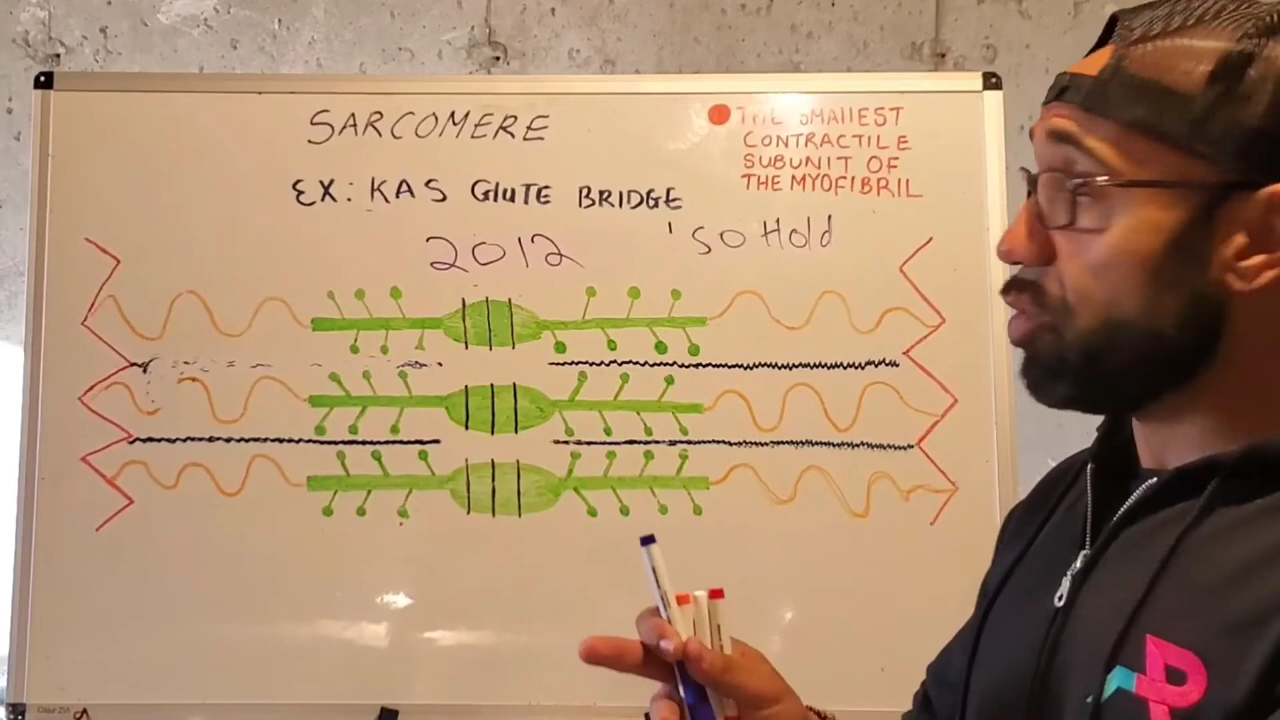 SARCOMERE
EX: KAS GlUTE BRIDGE
2012
THE SMAllEST
CONTRACTILE
SUBUNIT OF
THE MYOFIBRIL
'so Hold